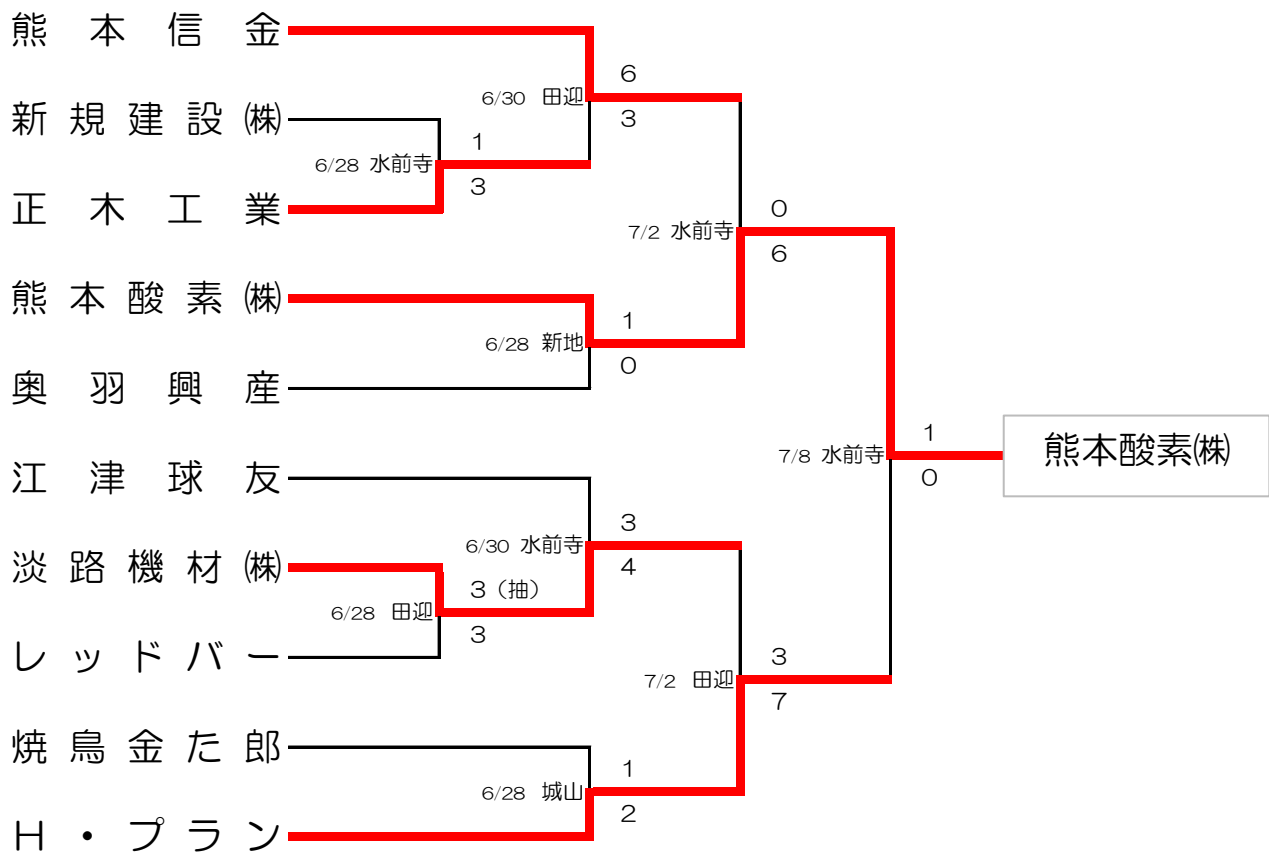 熊本信金
6
6/30 田迎
3
新規建設㈱
1
6/28 水前寺
3
正木工業
0
7/2 水前寺
6
熊本酸素㈱
1
6/28 新地
0
奥羽興産
1
7/8 水前寺
0
熊本酸素㈱
江津球友
3
6/30 水前寺
4
淡路機材㈱
3（抽）
6/28 田迎
3
レッドバー
3
7/2 田迎
7
焼鳥金た郎
1
6/28 城山
2
H・プラン